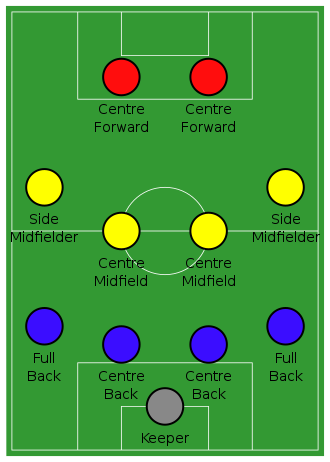 Centre
Forward
Centre
Forward
Side
Midfielder
Side
Midfielder
Centre
Midfield
Centre
Midfield
Full
Back
Centre
Back
Centre
Back
Full
Back
Keeper